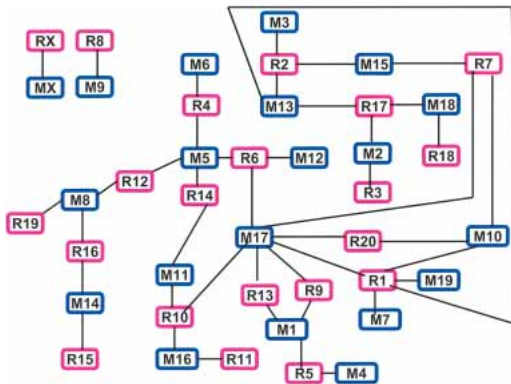 M3
RX R8
R2 M15 R7
M6
MX M9
R4 M13 R17 M18
M5 R6 M12 M2 R18
R12
R14 R3
M8
R19
M17 R20 M10
R16
M11 R1 M19
R13 R9
M14 R10 M7
M1
R15 M16 R11
R5 M4